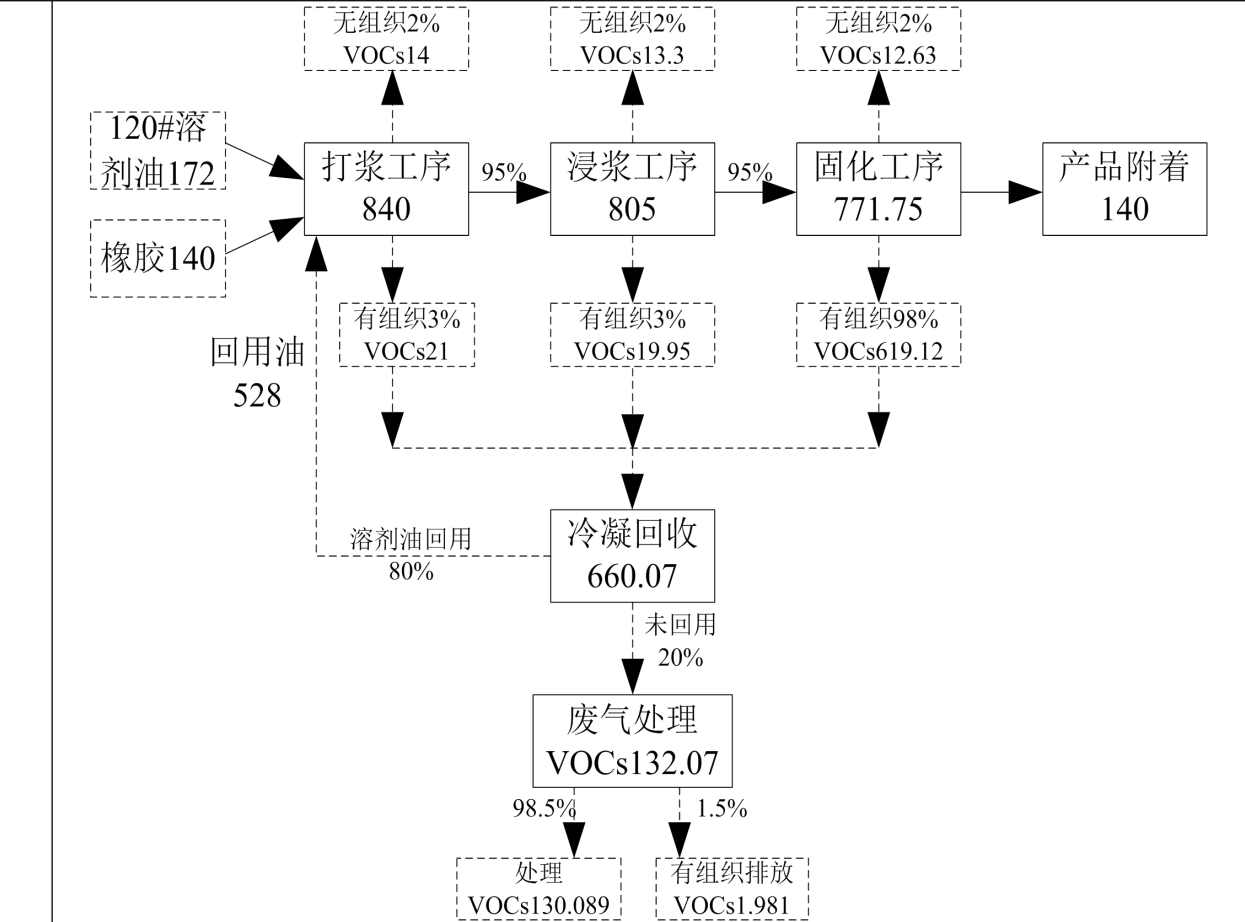 无组织2%
VOCs14
无组织2%
VOCs13.3
无组织2%
VOCs12.63
120#溶
剂油172
橡胶140
打浆工序
840
95%
浸浆工序
805
95%
固化工序
771.75
产品附着
140
有组织3%
VOCs21
有组织3%
VOCs19.95
有组织98%
VOCs619.12
回用油
528
溶剂油回用
80%
冷凝回收
660.07
未回用
20%
废气处理
VOCs132.07
98.5%
1.5%
处理
VOCs130.089
有组织排放
VOCs1.981